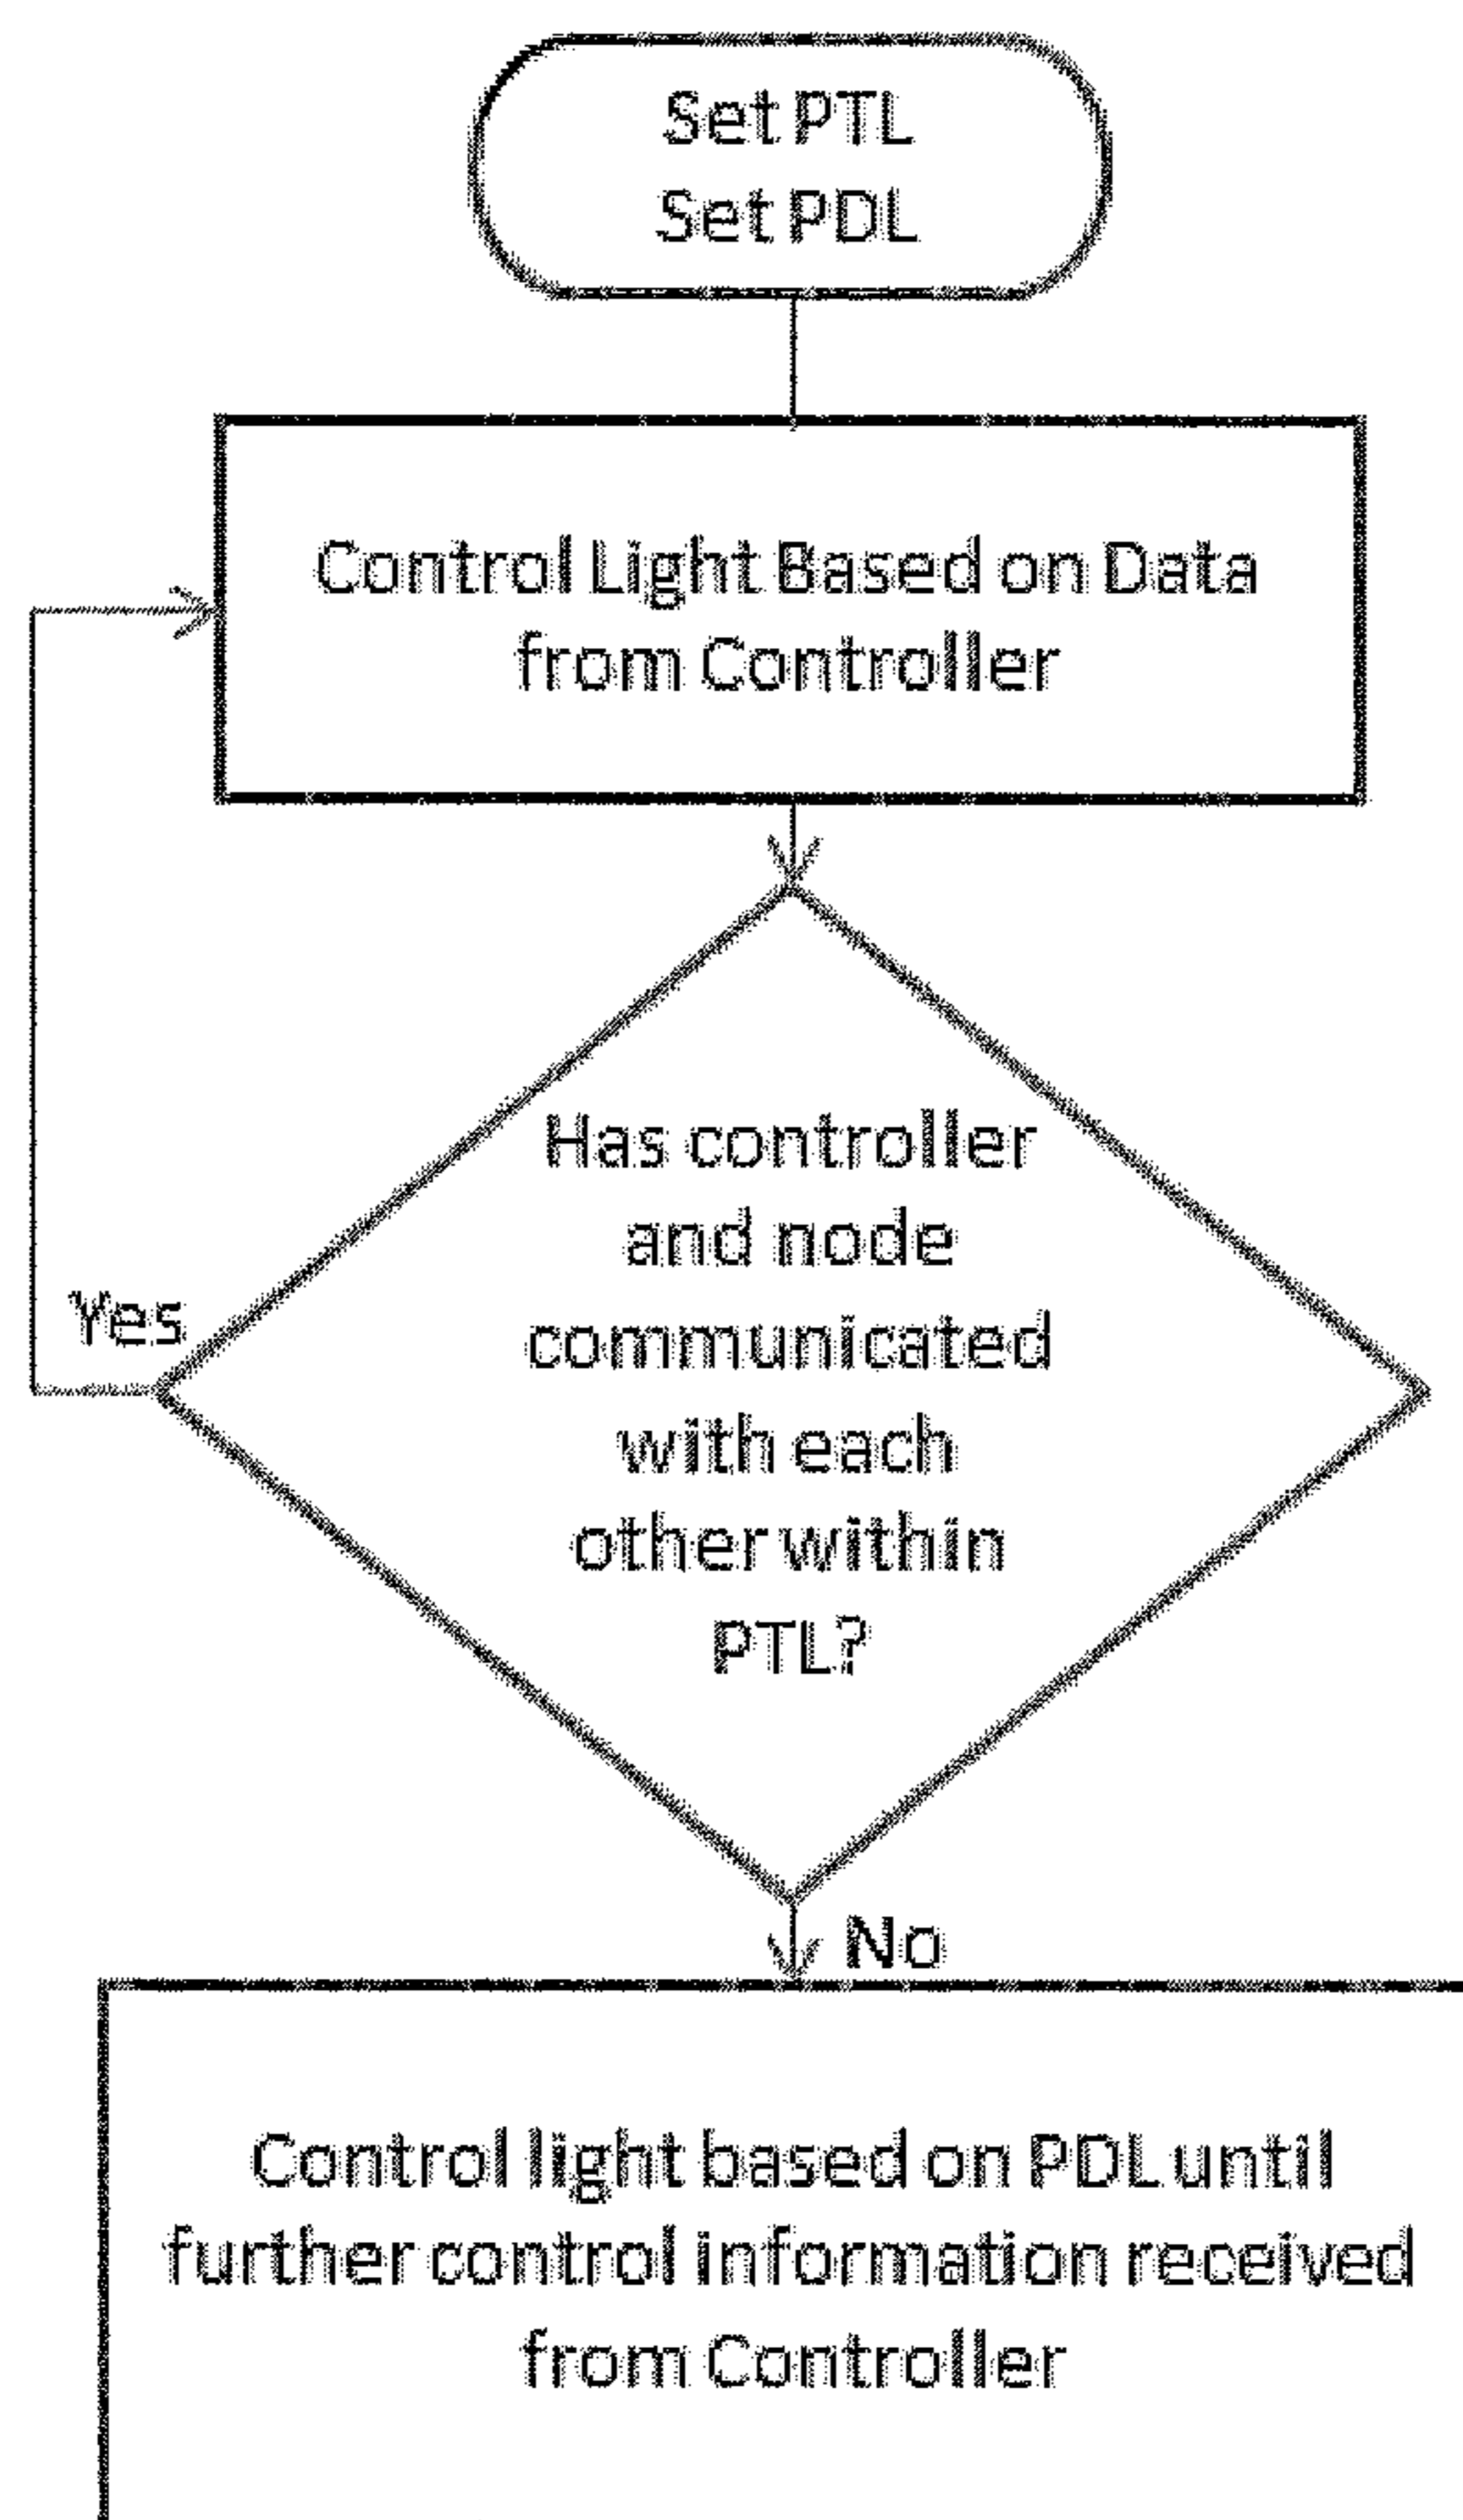 Set PTL
Set PDL
Control Light Based on Data
from Controller
Has controller
and node
communicated
with each
other within
PTL?
Yes
No
Control light based on PDL until
further control information received
from Controller